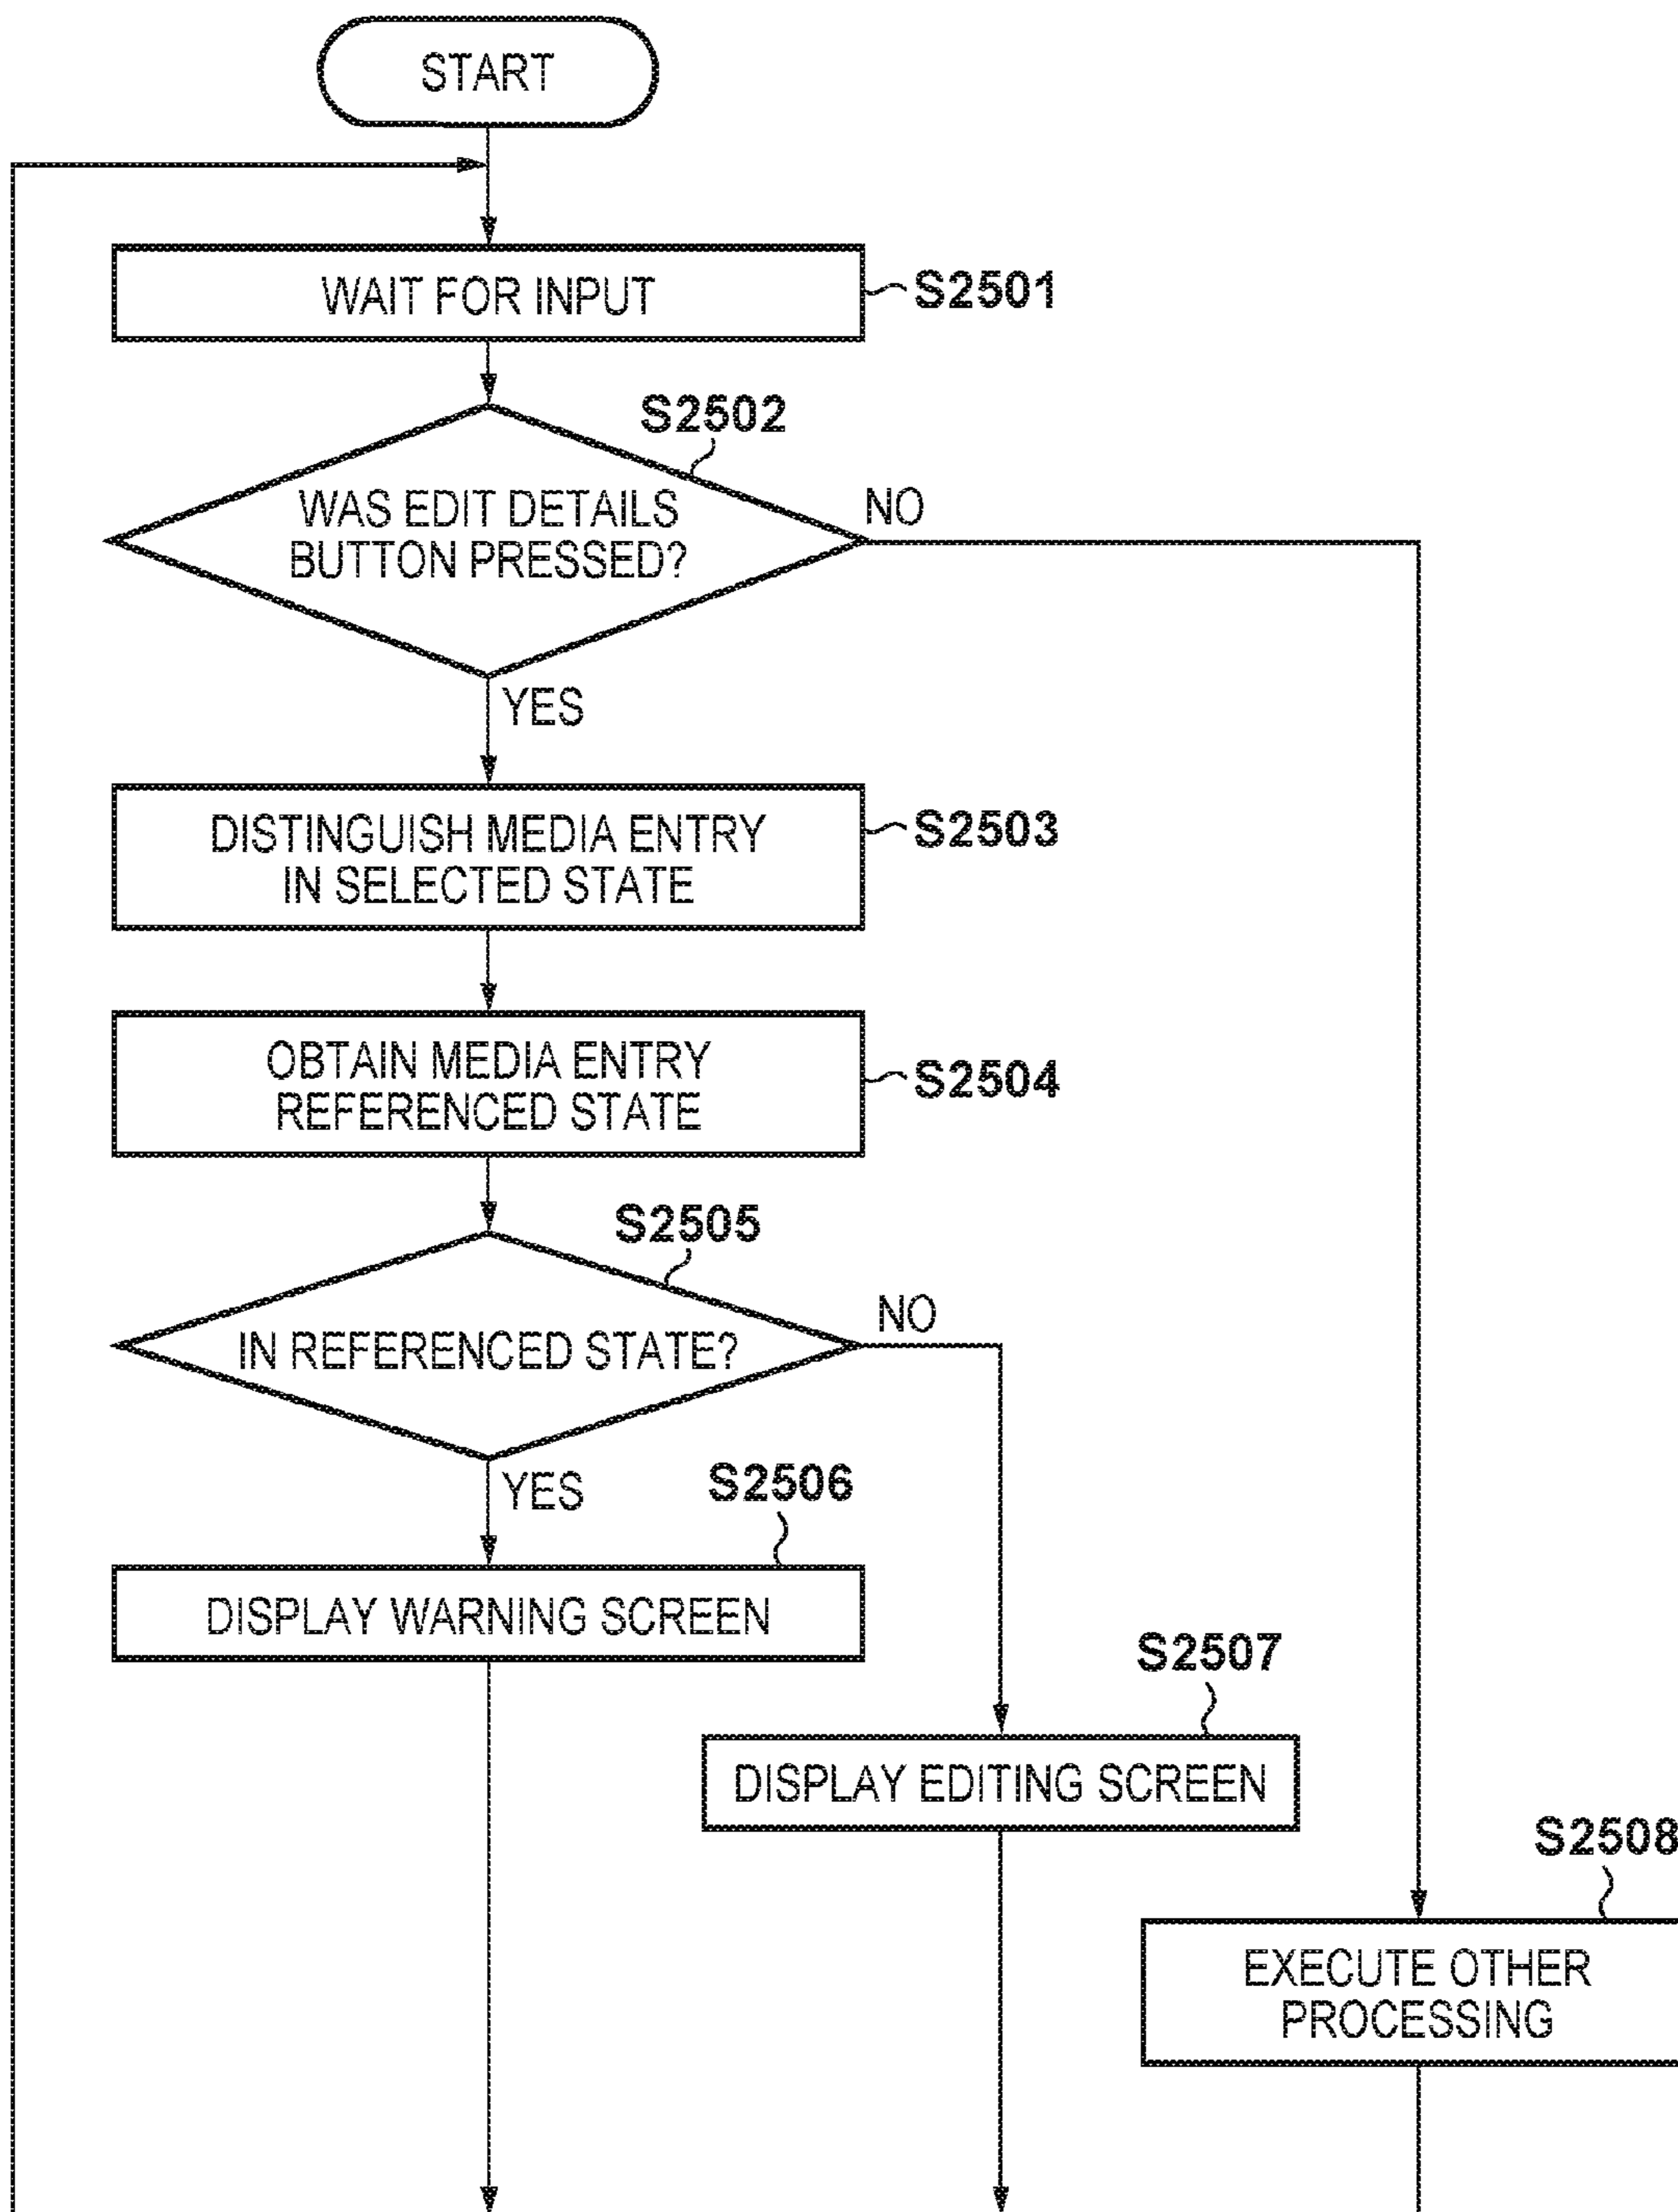 START
WAIT FOR INPUT
S2501
S2502
WAS EDIT DETAILS
BUTTON PRESSED?
NO
YES
DISTINGUISH MEDIA ENTRY
IN SELECTED STATE
S2503
OBTAIN MEDIA ENTRY
REFERENCED STATE
S2504
S2505
IN REFERENCED STATE?
NO
YES
S2506
DISPLAY WARNING SCREEN
S2507
DISPLAY EDITING SCREEN
S2508
EXECUTE OTHER
PROCESSING